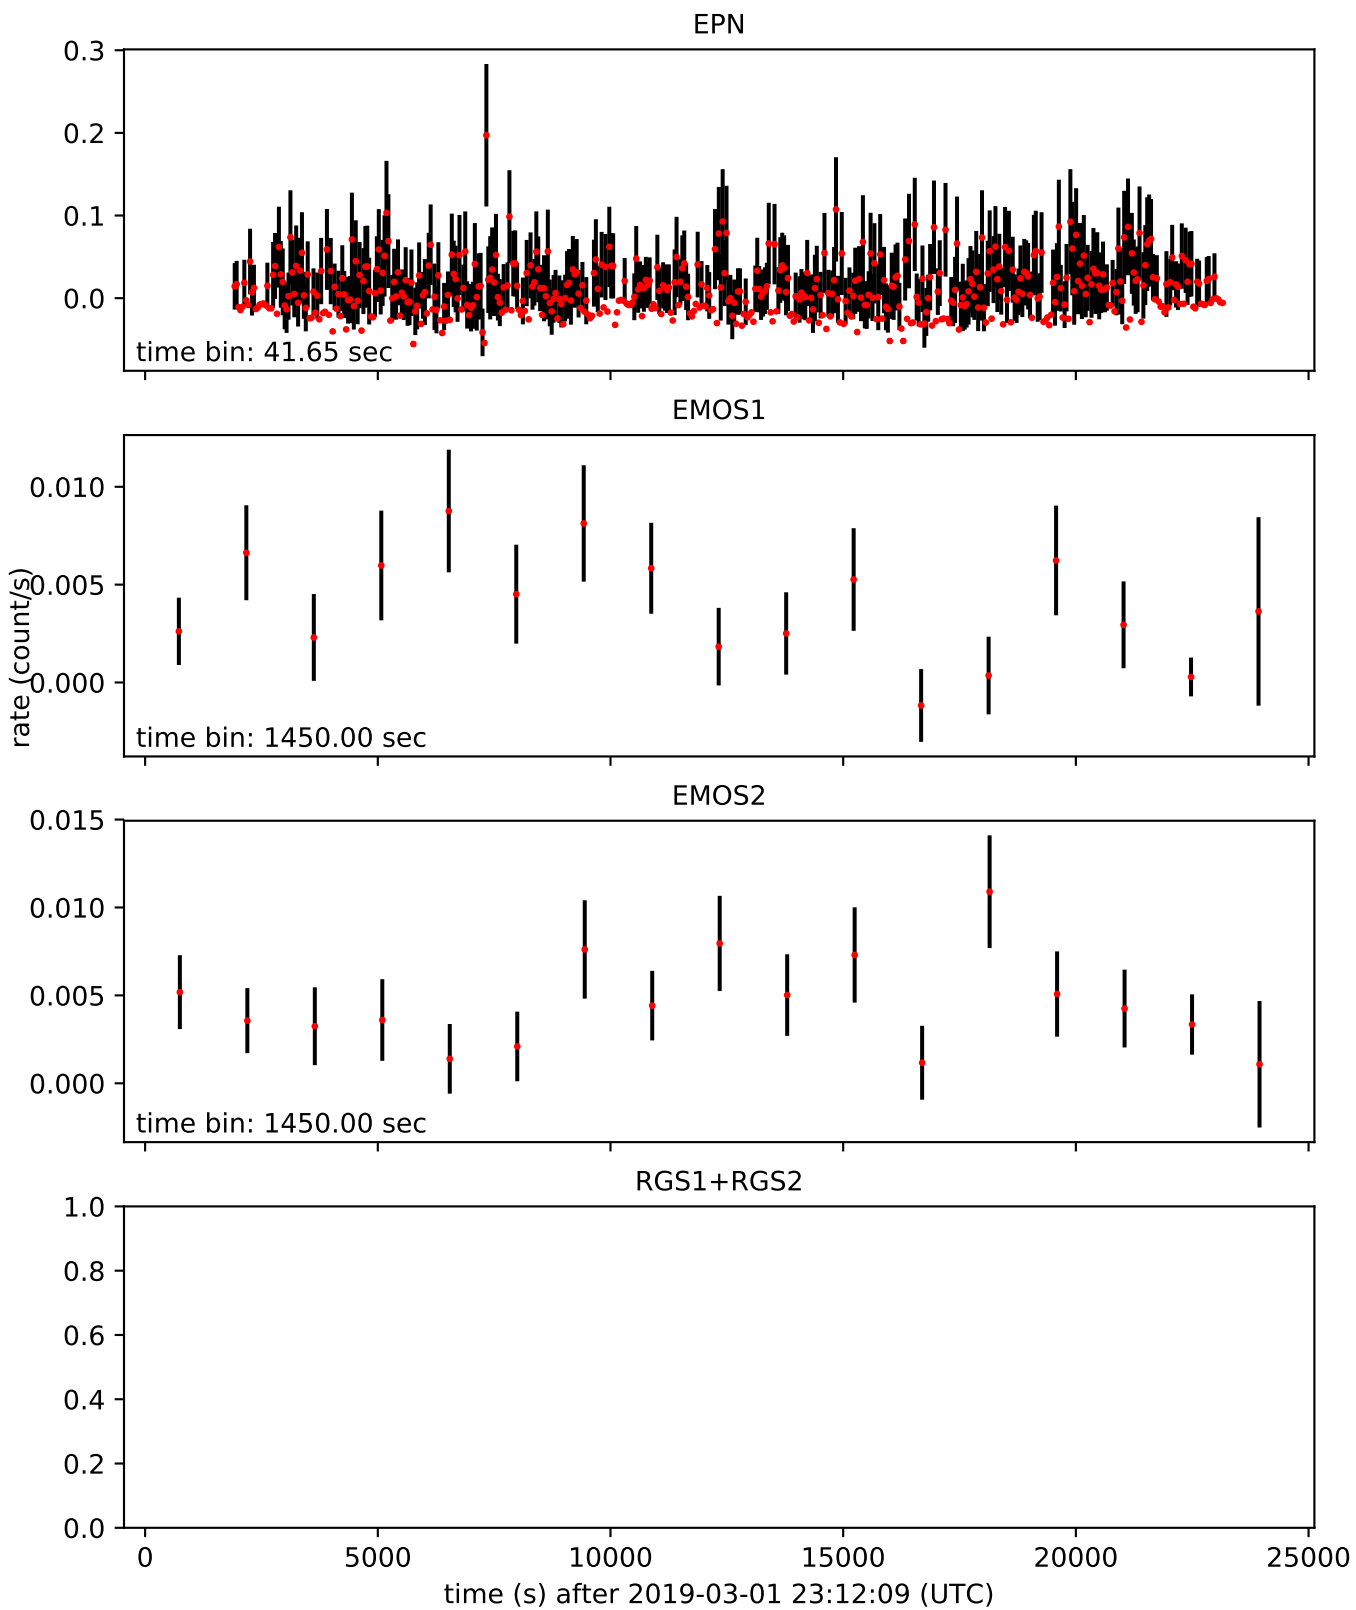 EPN
0.3
0.2
0.1
0.0
time bin: 41.65 sec
EMOS1
0.010
0.005
0.000
rate (count/s)
time bin: 1450.00 sec
EMOS2
0.015
0.010
0.005
0.000
time bin: 1450.00 sec
RGS1+RGS2
1.0
0.8
0.6
0.4
0.2
0.0
0 5000 10000 15000 20000 25000
time (s) after 2019-03-01 23:12:09 (UTC)